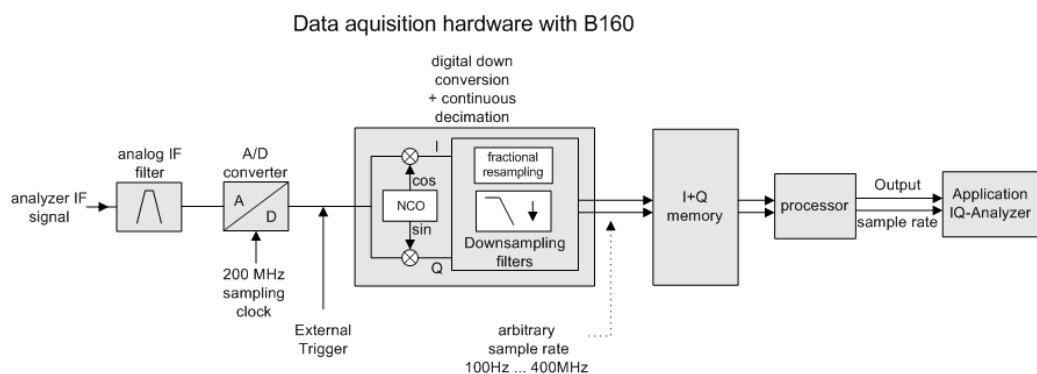 Data aquisition hardware with B160
digital down
conversion
+ continuous
decimation
analog IF
filter
A/D
converter
analyzer IF
signal
A
D
200 MHz
sampling
clock
External
Trigger
I
cos
NCO
sin
Q
fractional
resampling
Downsampling
filters
arbitrary
sample rate
100Hz ... 400MHz
I+Q
memory
processor
Output
sample rate
Application
IQ-Analyzer